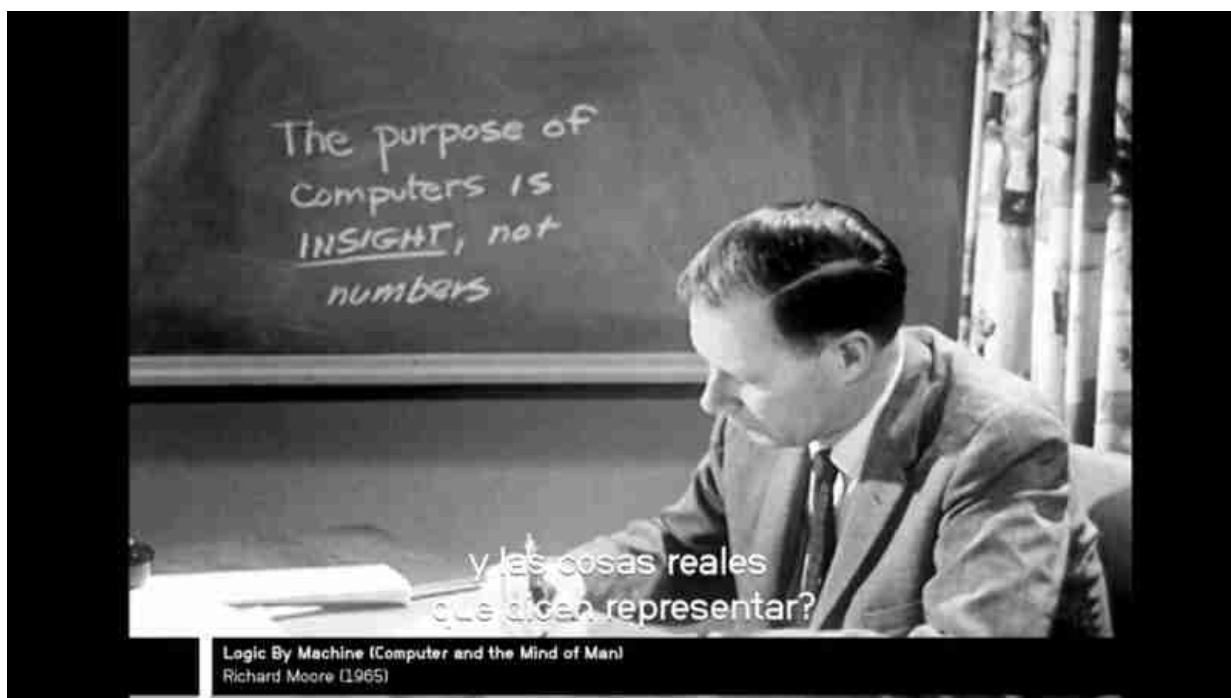 The purpose of
Computers is
INSIGHT, not
numbers
y las cosas reales
que dicen representar?
Logic By Machine (Computer and the Mind of Man)
Richard Moore (1965)